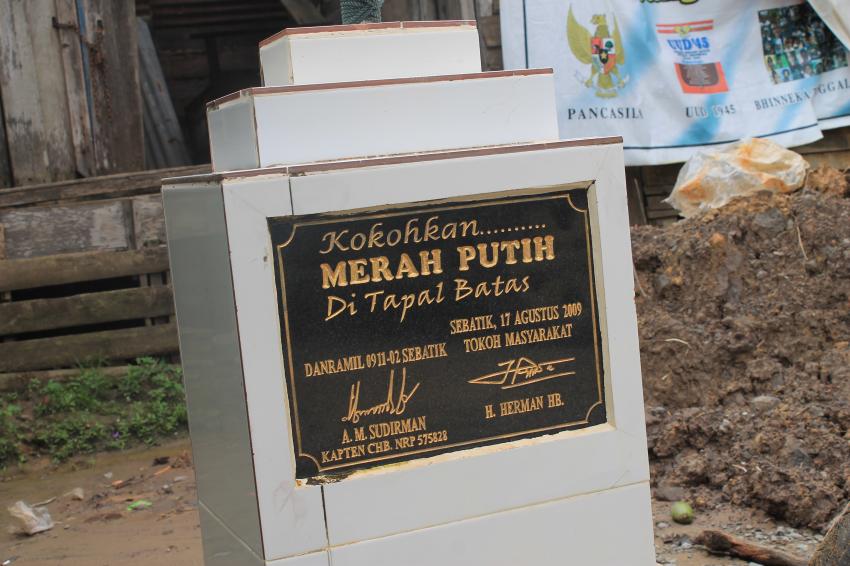 PANCASILA
UUD'45
UUD 1945
BHINNEKA
Kokohkan..........
MERAH PUTIH
Di Tapal Batas
SEBATIK, 17 AGUSTUS 2009
DANRAMIL 0911-02 SEBATIK
TOKOH MASYARAKAT
A. M. SUDIRMAN
KAPTEN CHB. NRP 575828
H. HERMAN HB.